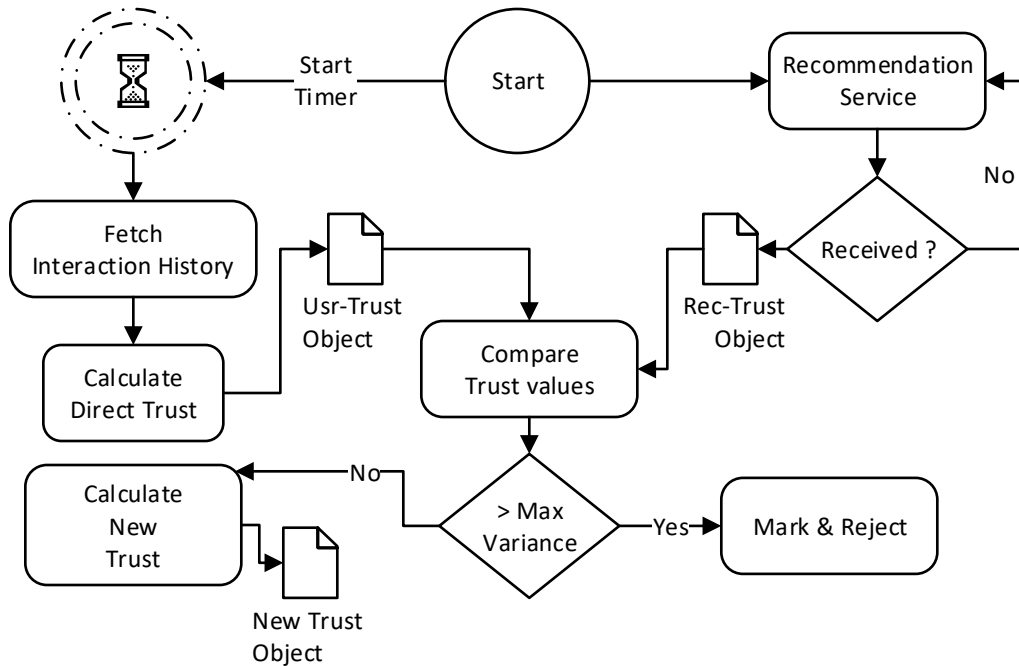 Start
Timer
Start
Recommendation
Service
No
Fetch
Interaction History
Received ?
Usr-Trust
Object
Rec-Trust
Object
Compare
Trust values
Calculate
Direct Trust
No
Calculate
New
Trust
> Max
Variance
Yes
Mark & Reject
New Trust
Object